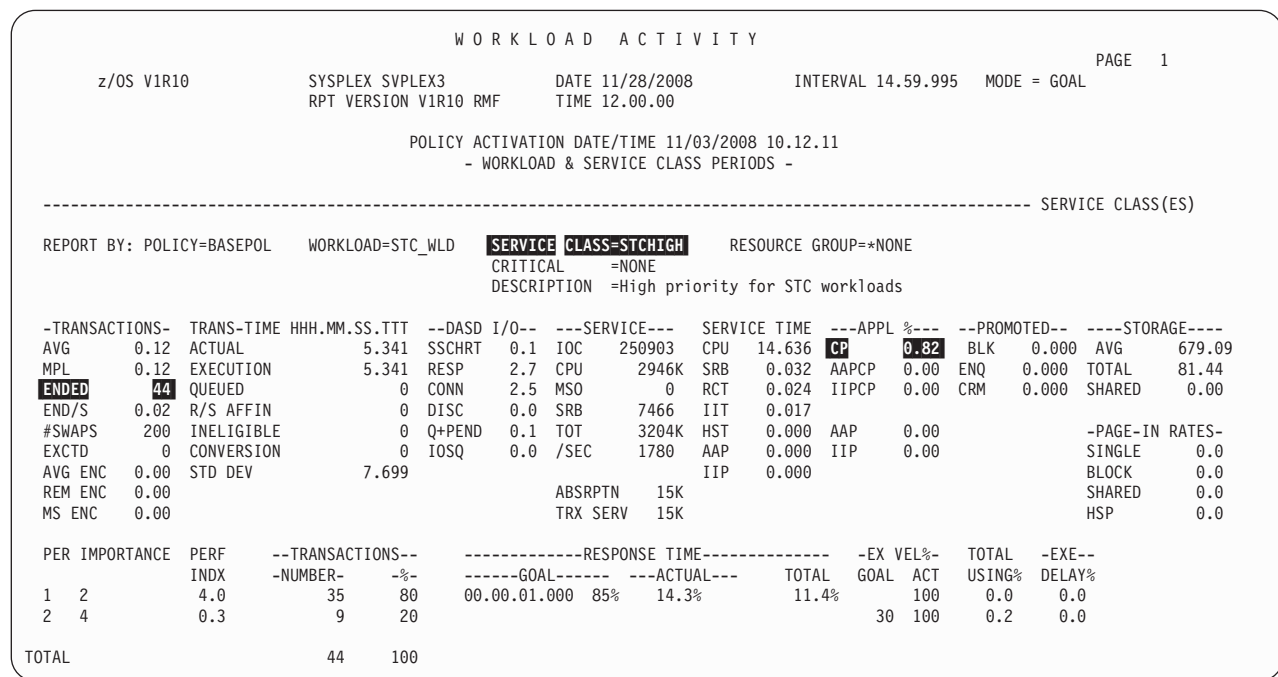 W O R K L O A D   A C T I V I T Y
PAGE   1
z/OS V1R10   SYSPLEX SVPLEX3   DATE 11/28/2008   INTERVAL 14.59.995   MODE = GOAL
RPT VERSION V1R10 RMF   TIME 12.00.00
POLICY ACTIVATION DATE/TIME 11/03/2008 10.12.11
- WORKLOAD & SERVICE CLASS PERIODS -
------------------------------------------------------------------------------------------------------------ SERVICE CLASS(ES)
REPORT BY: POLICY=BASEPOL   WORKLOAD=STC_WLD   SERVICE CLASS=STCHIGH   RESOURCE GROUP=*NONE
CRITICAL   =NONE
DESCRIPTION   =High priority for STC workloads
-TRANSACTIONS-   TRANS-TIME HHH.MM.SS.TTT   --DASD I/O--   ---SERVICE---   SERVICE TIME   ---APPL %---   --PROMOTED--   ----STORAGE----
AVG   0.12   ACTUAL   5.341   SSCHRT   0.1   IOC   250903   CPU   14.636   CP   0.82   BLK   0.000   AVG   679.09
MPL   0.12   EXECUTION   5.341   RESP   2.7   CPU   2946K   SRB   0.032   AAPCP   0.00   ENQ   0.000   TOTAL   81.44
ENDED   44   QUEUED   0   CONN   2.5   MSO   0   RCT   0.024   IIPCP   0.00   CRM   0.000   SHARED   0.00
END/S   0.02   R/S AFFIN   0   DISC   0.0   SRB   7466   IIT   0.017
#SWAPS   200   INELIGIBLE   0   Q+PEND   0.1   TOT   3204K   HST   0.000   AAP   0.00   -PAGE-IN RATES-
EXCTD   0   CONVERSION   0   IOSQ   0.0   /SEC   1780   AAP   0.000   IIP   0.00   SINGLE   0.0
AVG ENC   0.00   STD DEV   7.699   IIP   0.000   BLOCK   0.0
REM ENC   0.00   ABSRPTN   15K   SHARED   0.0
MS ENC   0.00   TRX SERV   15K   HSP   0.0
PER IMPORTANCE   PERF   --TRANSACTIONS--   -------------RESPONSE TIME--------------   -EX VEL%-   TOTAL   -EXE--
INDX   -NUMBER-   -%-   ------GOAL------   ---ACTUAL---   TOTAL   GOAL   ACT   USING%   DELAY%
1   2   4.0   35   80   00.00.01.000   85%   14.3%   11.4%   100   0.0   0.0
2   4   0.3   9   20   30   100   0.2   0.0
TOTAL   44   100